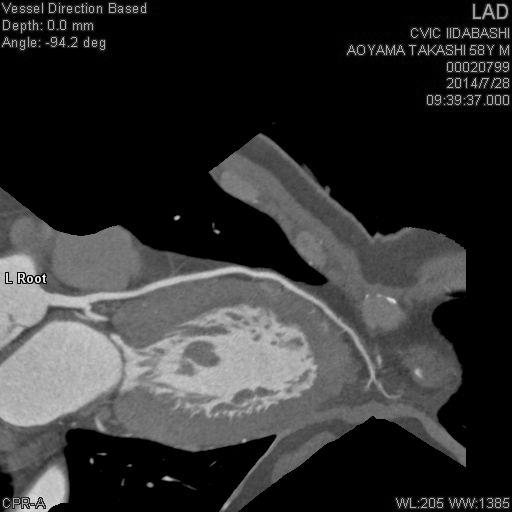 Vessel Direction Based
Depth: 0.0 mm
Angle: -94.2 deg
LAD
CVIC IIDABASHI
AOYAMA TAKASHI 58Y M
00020799
2014/7/28
09:39:37.000
L Root
CPR-A
WL:205 WW:1385